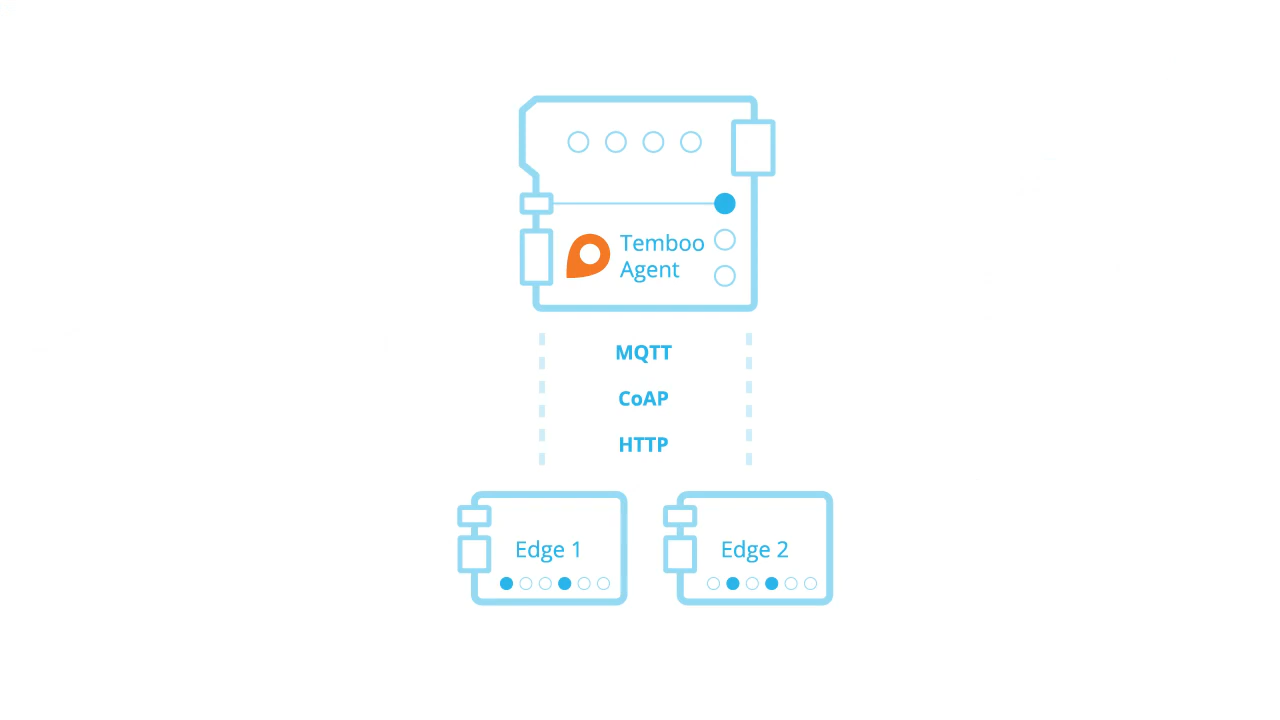 Temboo
Agent
MQTT
CoAP
HTTP
Edge 1
Edge 2